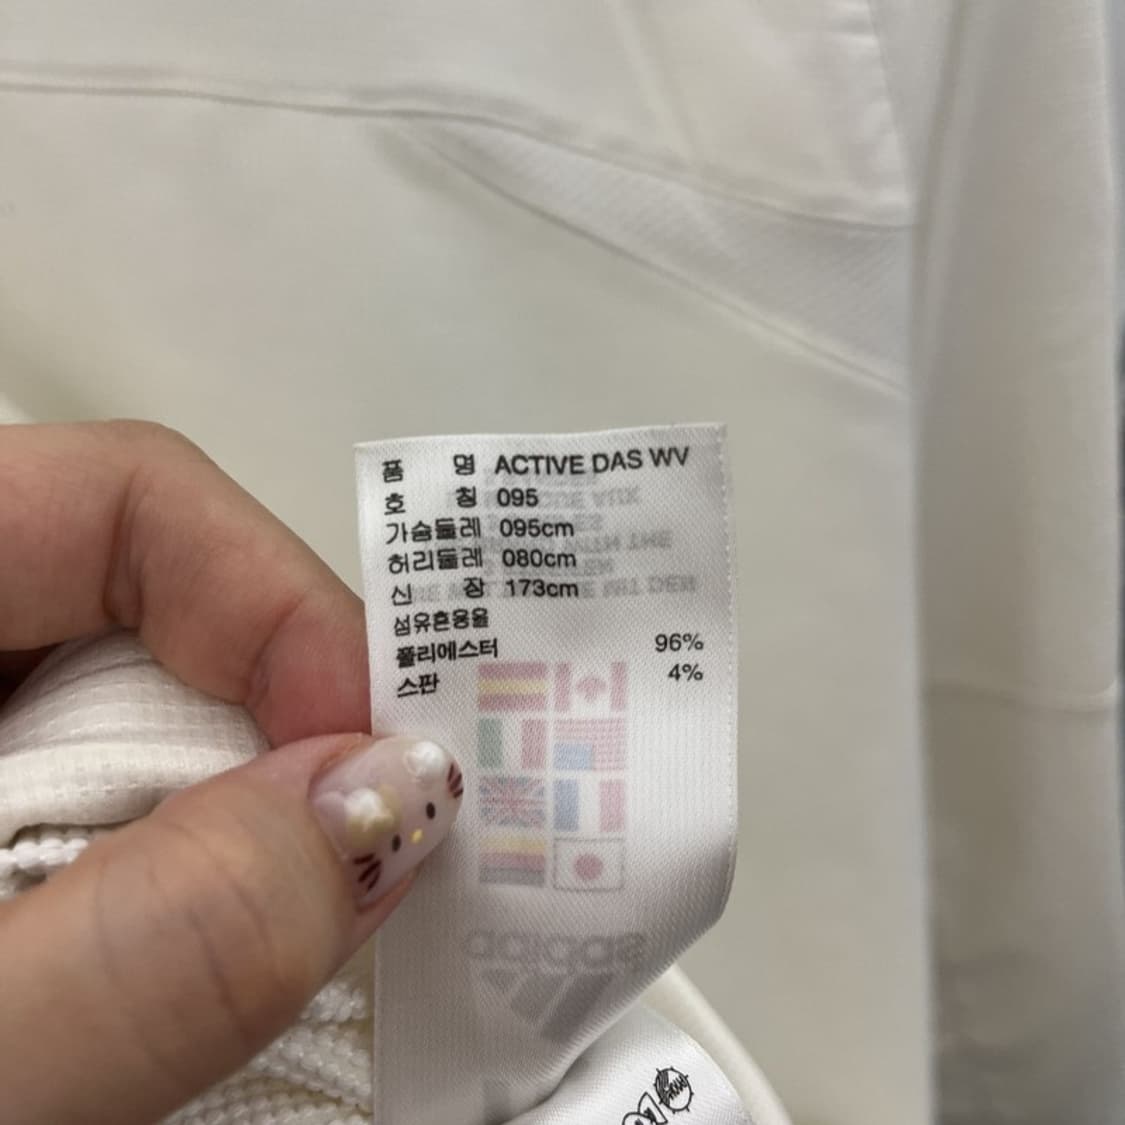 품 명 ACTIVE DAS WV
호 칭 095
가슴둘레 095cm
허리둘레 080cm
신 장 173cm
섬유혼용율
폴리에스터 96%
스판 4%
adidas